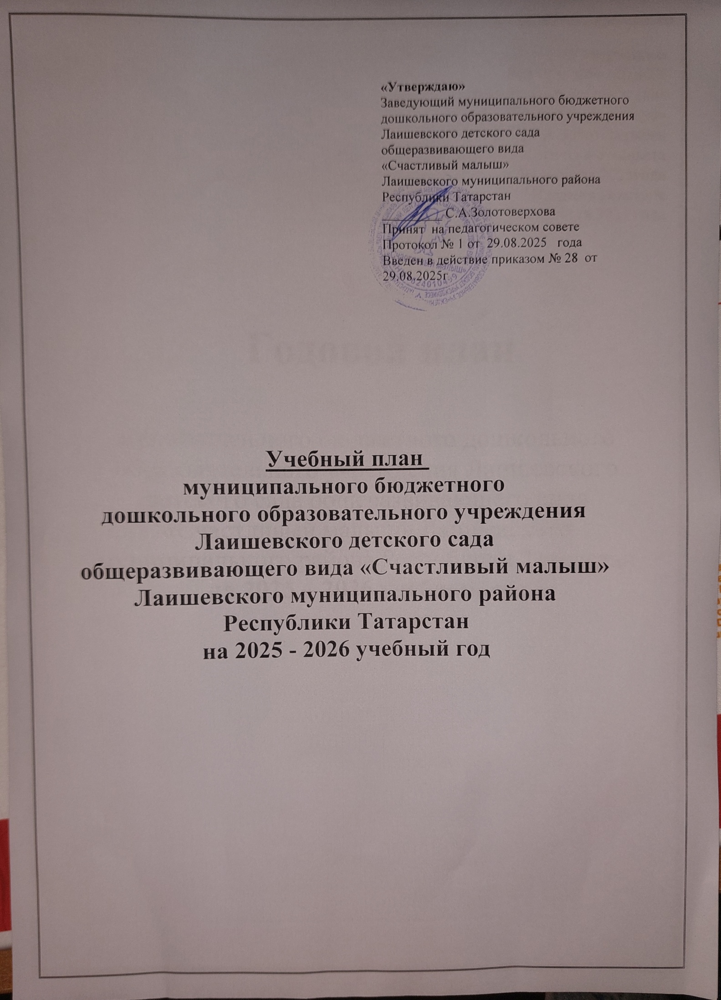 «Утверждаю»
Заведующий муниципального бюджетного
дошкольного образовательного учреждения
Лаишевского детского сада
общеразвивающего вида
«Счастливый малыш»
Лаишевского муниципального района
Республики Татарстан
__________ С.А.Золотоверхова
Принят на педагогическом совете
Протокол № 1 от 29.08.2025 года
Введен в действие приказом № 28 от
29.08.2025г
Учебный план
муниципального бюджетного
дошкольного образовательного учреждения
Лаишевского детского сада
общеразвивающего вида «Счастливый малыш»
Лаишевского муниципального района
Республики Татарстан
на 2025 - 2026 учебный год